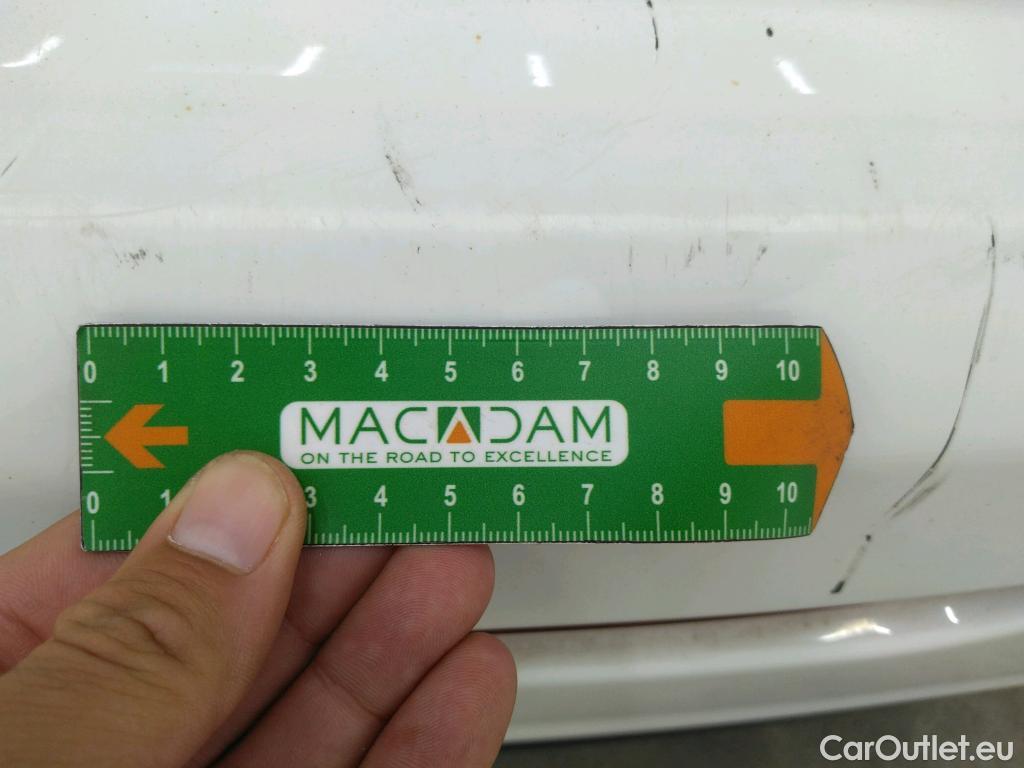 0 1 2 3 4 5 6 7 8 9 10
MACADAM
ON THE ROAD TO EXCELLENCE
0 1 3 4 5 6 7 8 9 10
CarOutlet.eu